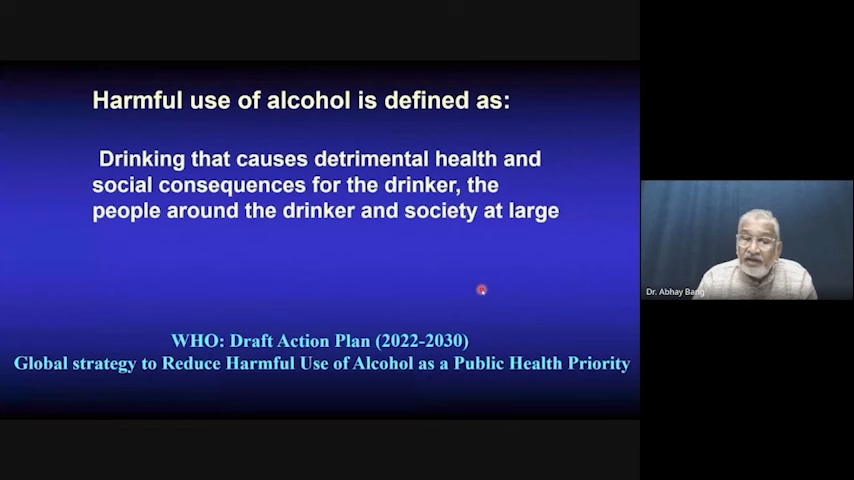 Harmful use of alcohol is defined as:
Drinking that causes detrimental health and
social consequences for the drinker, the
people around the drinker and society at large
WHO: Draft Action Plan (2022-2030)
Global strategy to Reduce Harmful Use of Alcohol as a Public Health Priority
Dr. Abhay Bang